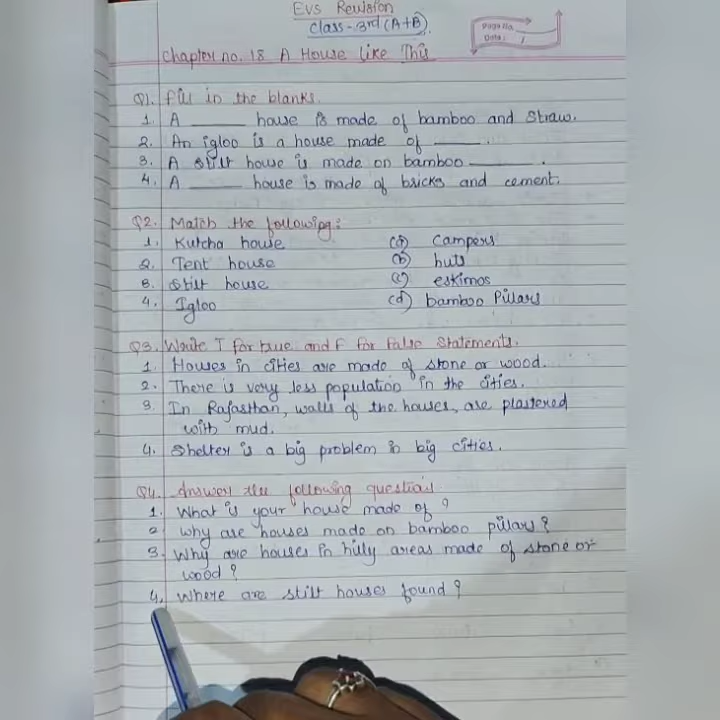 EVS Revision
Class-3rd (A+B)
Page No.
Date: /
Chapter no. 18 A House Like This
Q1. Fill in the blanks.
1. A ______ house is made of bamboo and straw.
2. An igloo is a house made of ______.
3. A stilt house is made on bamboo ______.
4. A ______ house is made of bricks and cement.
Q2. Match the following:
1. Kutcha house (a) Campers
2. Tent house (b) huts
3. Stilt house (c) eskimos
4. Igloo (d) bamboo Pillars
Q3. Write T for true and F for False Statements.
1. Houses in cities are made of stone or wood.
2. There is very less population in the cities.
3. In Rajasthan, walls of the houses, are plastered
with mud.
4. Shelter is a big problem in big cities.
Q4. Answer the following question.
1. What is your house made of?
2. Why are houses made on bamboo pillars?
3. Why are houses in hilly areas made of stone or
wood?
4. Where are stilt houses found?